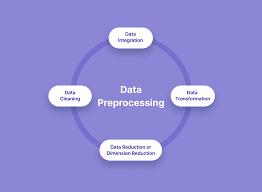 Data
Integration
Data
Cleaning
Data
Preprocessing
Data
Transformation
Data Reduction or
Dimension Reduction